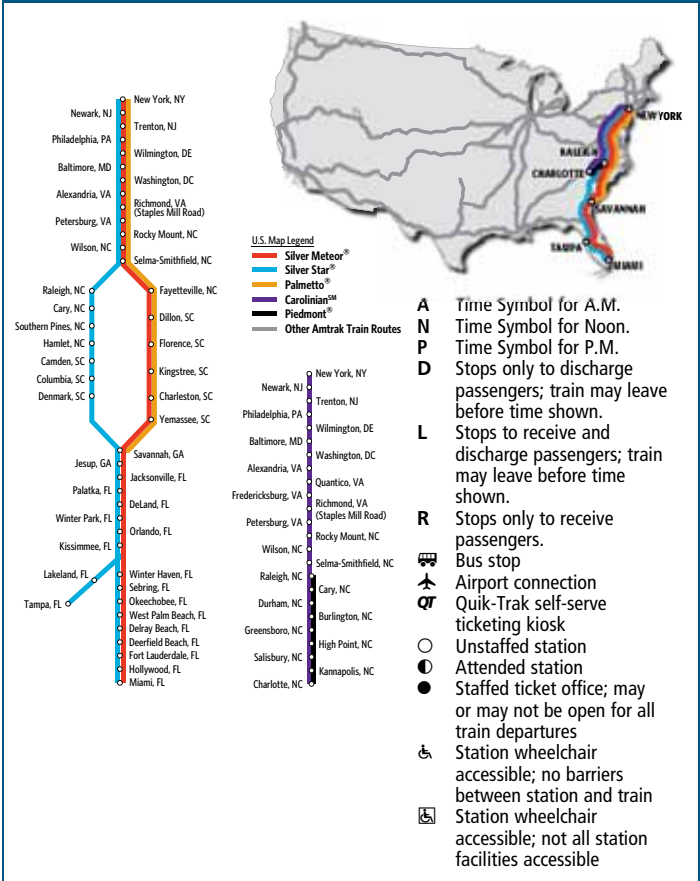 New York, NY
Newark, NJ
Trenton, NJ
Philadelphia, PA
Wilmington, DE
Baltimore, MD
Washington, DC
Alexandria, VA
Richmond, VA
(Staples Mill Road)
Petersburg, VA
Rocky Mount, NC
Wilson, NC
Selma-Smithfield, NC
Raleigh, NC
Cary, NC
Southern Pines, NC
Hamlet, NC
Camden, SC
Columbia, SC
Denmark, SC
Fayetteville, NC
Dillon, SC
Florence, SC
Kingstree, SC
Charleston, SC
Yemassee, SC
Savannah, GA
Jesup, GA
Jacksonville, FL
Palatka, FL
DeLand, FL
Winter Park, FL
Orlando, FL
Kissimmee, FL
Lakeland, FL
Tampa, FL
Winter Haven, FL
Sebring, FL
Okeechobee, FL
West Palm Beach, FL
Delray Beach, FL
Deerfield Beach, FL
Fort Lauderdale, FL
Hollywood, FL
Miami, FL
NEW YORK
RALEIGH
CHARLOTTE
SAVANNAH
TAMPA
MIAMI
U.S. Map Legend
Silver Meteor®
Silver Star®
Palmetto®
Carolinian℠
Piedmont®
Other Amtrak Train Routes
New York, NY
Newark, NJ
Trenton, NJ
Philadelphia, PA
Wilmington, DE
Baltimore, MD
Washington, DC
Alexandria, VA
Quantico, VA
Fredericksburg, VA
Richmond, VA
(Staples Mill Road)
Petersburg, VA
Rocky Mount, NC
Wilson, NC
Selma-Smithfield, NC
Raleigh, NC
Cary, NC
Durham, NC
Burlington, NC
Greensboro, NC
High Point, NC
Salisbury, NC
Kannapolis, NC
Charlotte, NC
A Time Symbol for A.M.
N Time Symbol for Noon.
P Time Symbol for P.M.
D Stops only to discharge
passengers; train may leave
before time shown.
L Stops to receive and
discharge passengers; train
may leave before time
shown.
R Stops only to receive
passengers.
Bus stop
Airport connection
QT Quik-Trak self-serve
ticketing kiosk
Unstaffed station
Attended station
Staffed ticket office; may
or may not be open for all
train departures
Station wheelchair
accessible; no barriers
between station and train
Station wheelchair
accessible; not all station
facilities accessible